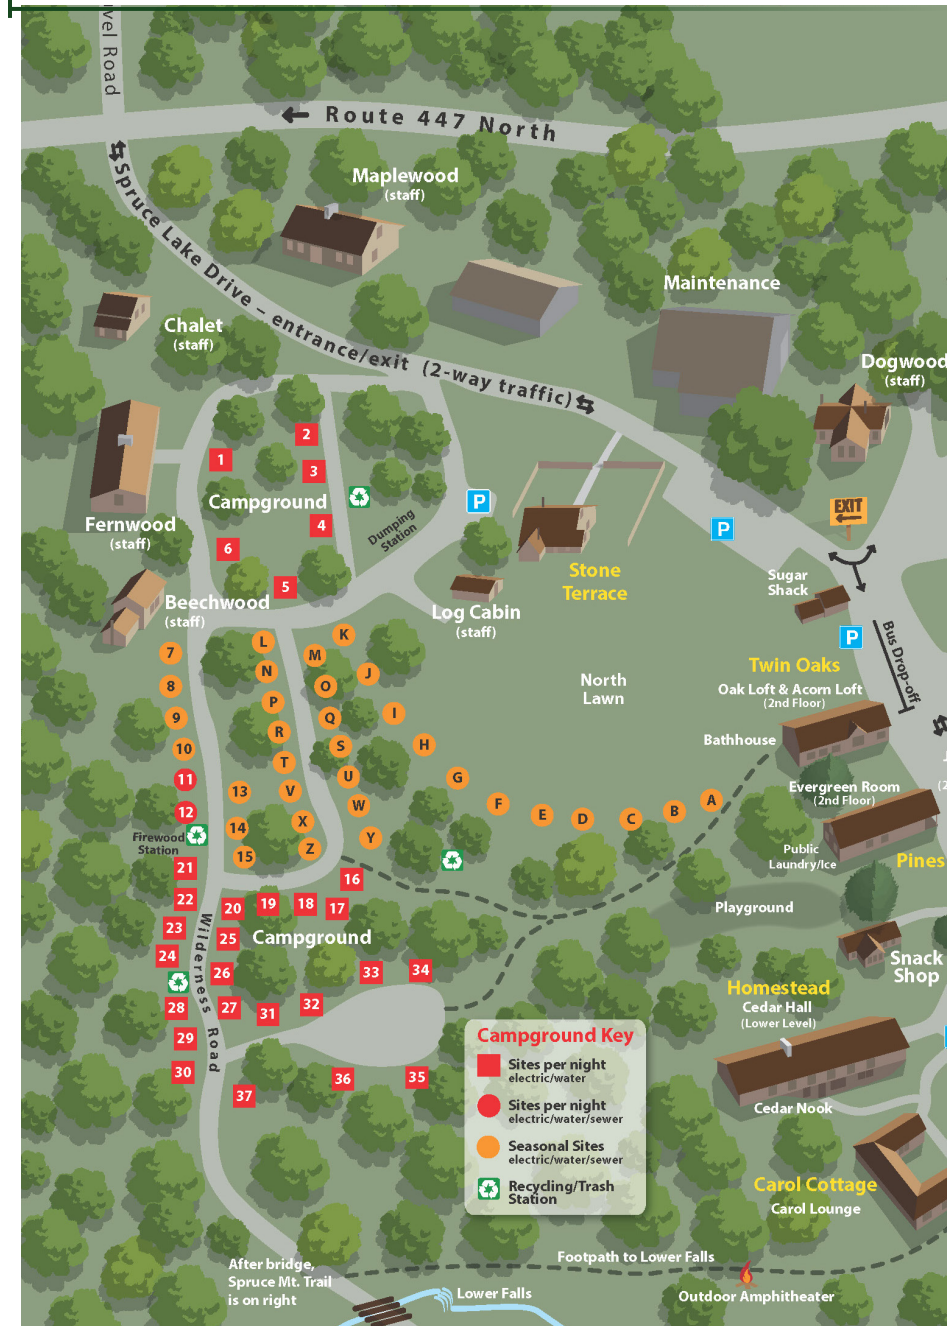 vel Road
Route 447 North
Spruce Lake Drive – entrance/exit (2-way traffic)
Maplewood
(staff)
Maintenance
Chalet
(staff)
Dogwood
(staff)
2
1
3
Campground
4
P
P
EXIT
Fernwood
(staff)
Dumping
Station
6
5
Stone
Terrace
Sugar
Shack
Beechwood
(staff)
Log Cabin
(staff)
P
Bus Drop-off
7
L
K
M
N
J
8
O
P
I
9
Q
R
10
S
H
T
11
U
G
13
V
W
12
F
E
D
C
B
A
14
X
Y
15
Z
North
Lawn
Twin Oaks
Oak Loft & Acorn Loft
(2nd Floor)
Bathhouse
Evergreen Room
(2nd Floor)
J
(2
Firewood
Station
Public
Laundry/Ice
Pines
21
16
22
20
19
18
17
Playground
23
25
Campground
24
26
33
34
Snack
Shop
28
27
31
32
Wilderness Road
Homestead
Cedar Hall
(Lower Level)
29
30
37
36
35
Cedar Nook
Campground Key
Sites per night
electric/water
Sites per night
electric/water/sewer
Seasonal Sites
electric/water/sewer
Recycling/Trash
Station
Carol Cottage
Carol Lounge
After bridge,
Spruce Mt. Trail
is on right
Footpath to Lower Falls
Lower Falls
Outdoor Amphitheater